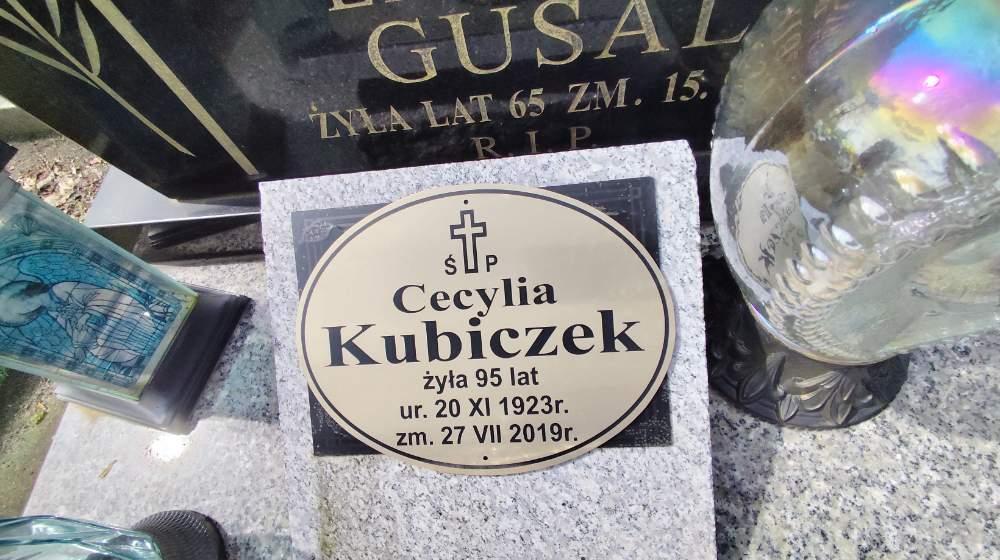 GUSAL
ŻYŁA LAT 65 ZM. 15.
R. I. P.
Ś P
Cecylia
Kubiczek
żyła 95 lat
ur. 20 XI 1923r.
zm. 27 VII 2019r.